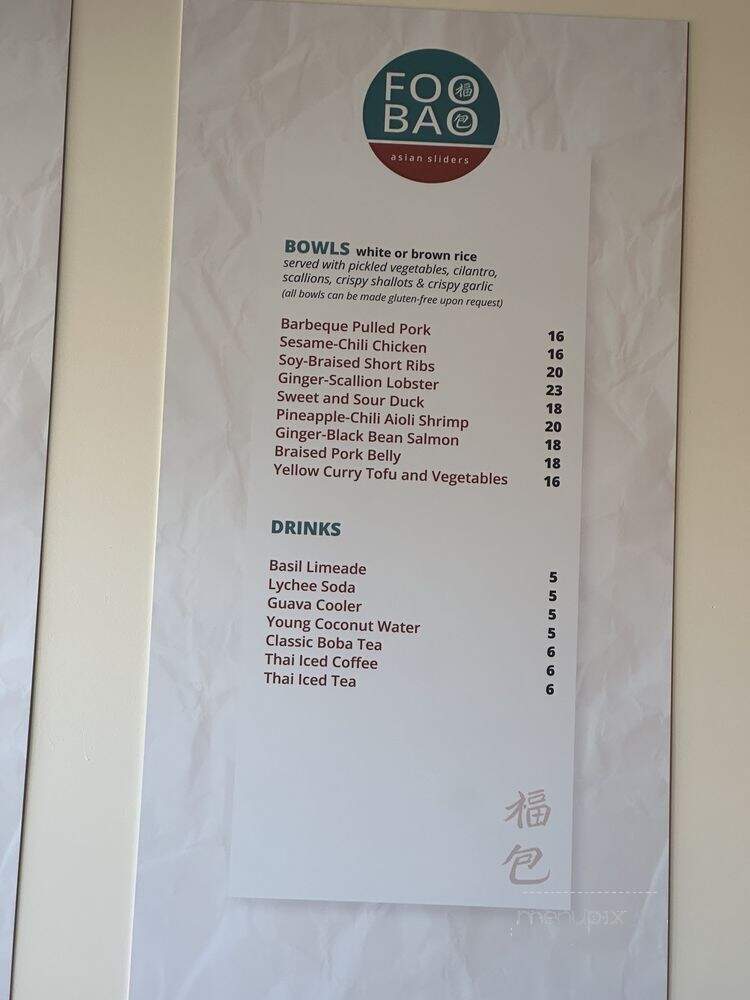 FOO 福
BAO 包
asian sliders
BOWLS white or brown rice
served with pickled vegetables, cilantro,
scallions, crispy shallots & crispy garlic
(all bowls can be made gluten-free upon request)
Barbeque Pulled Pork 16
Sesame-Chili Chicken 16
Soy-Braised Short Ribs 20
Ginger-Scallion Lobster 23
Sweet and Sour Duck 18
Pineapple-Chili Aioli Shrimp 20
Ginger-Black Bean Salmon 18
Braised Pork Belly 18
Yellow Curry Tofu and Vegetables 16
DRINKS
Basil Limeade 5
Lychee Soda 5
Guava Cooler 5
Young Coconut Water 5
Classic Boba Tea 6
Thai Iced Coffee 6
Thai Iced Tea 6
福
包
menupix